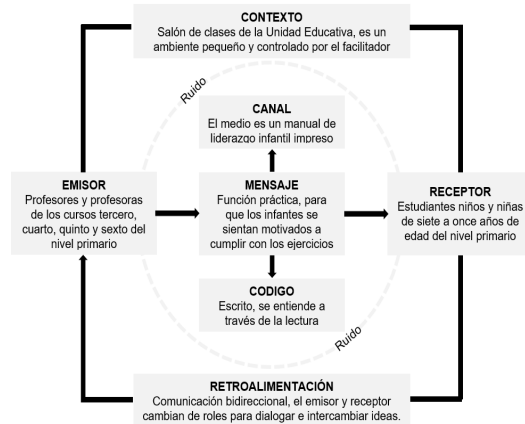 CONTEXTO
Salón de clases de la Unidad Educativa, es un
ambiente pequeño y controlado por el facilitador
Ruido
CANAL
El medio es un manual de
liderazgo infantil impreso
EMISOR
Profesores y profesoras
de los cursos tercero,
cuarto, quinto y sexto del
nivel primario
MENSAJE
Función práctica, para
que los infantes se
sientan motivados a
cumplir con los ejercicios
RECEPTOR
Estudiantes niños y niñas
de siete a once años de
edad del nivel primario
CODIGO
Escrito, se entiende a
través de la lectura
Ruido
RETROALIMENTACIÓN
Comunicación bidireccional, el emisor y receptor
cambian de roles para dialogar e intercambiar ideas.